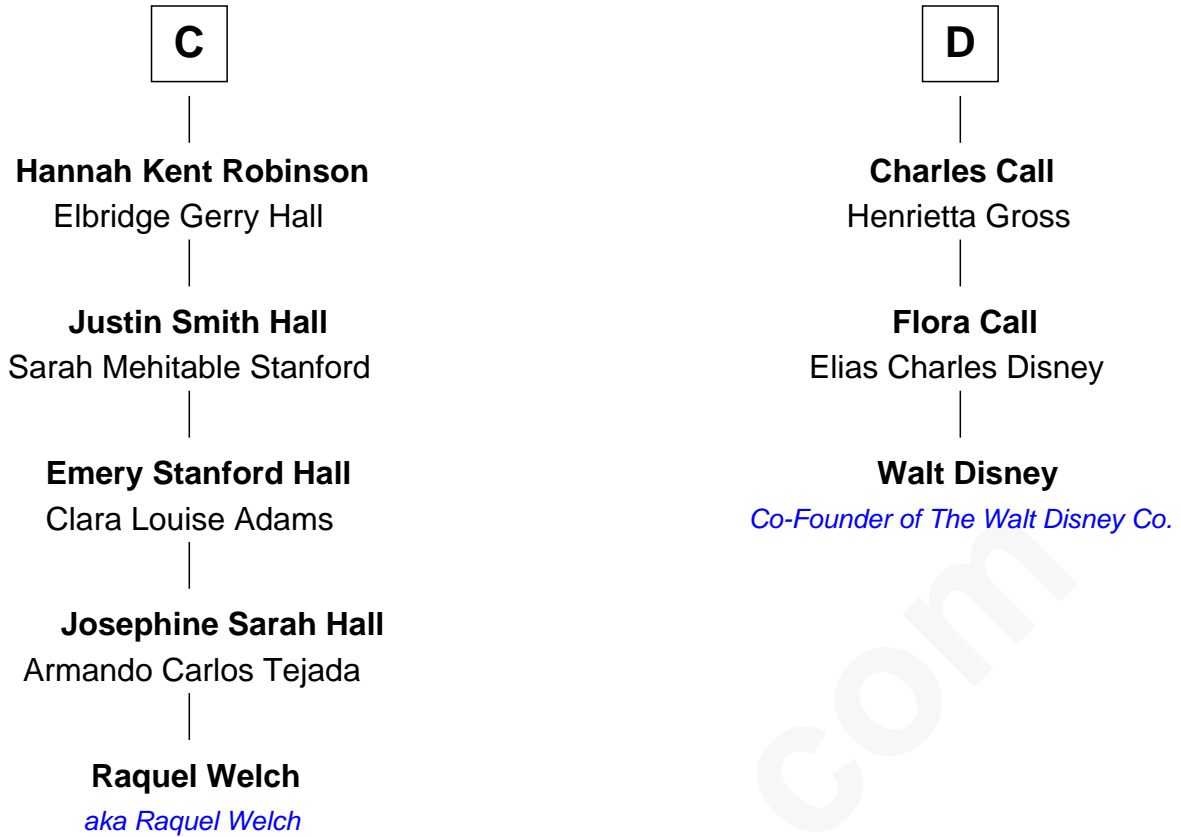 C
Hannah Kent Robinson
Elbridge Gerry Hall
Justin Smith Hall
Sarah Mehitable Stanford
Emery Stanford Hall
Clara Louise Adams
Josephine Sarah Hall
Armando Carlos Tejada
Raquel Welch
aka Raquel Welch
D
Charles Call
Henrietta Gross
Flora Call
Elias Charles Disney
Walt Disney
Co-Founder of The Walt Disney Co.
com